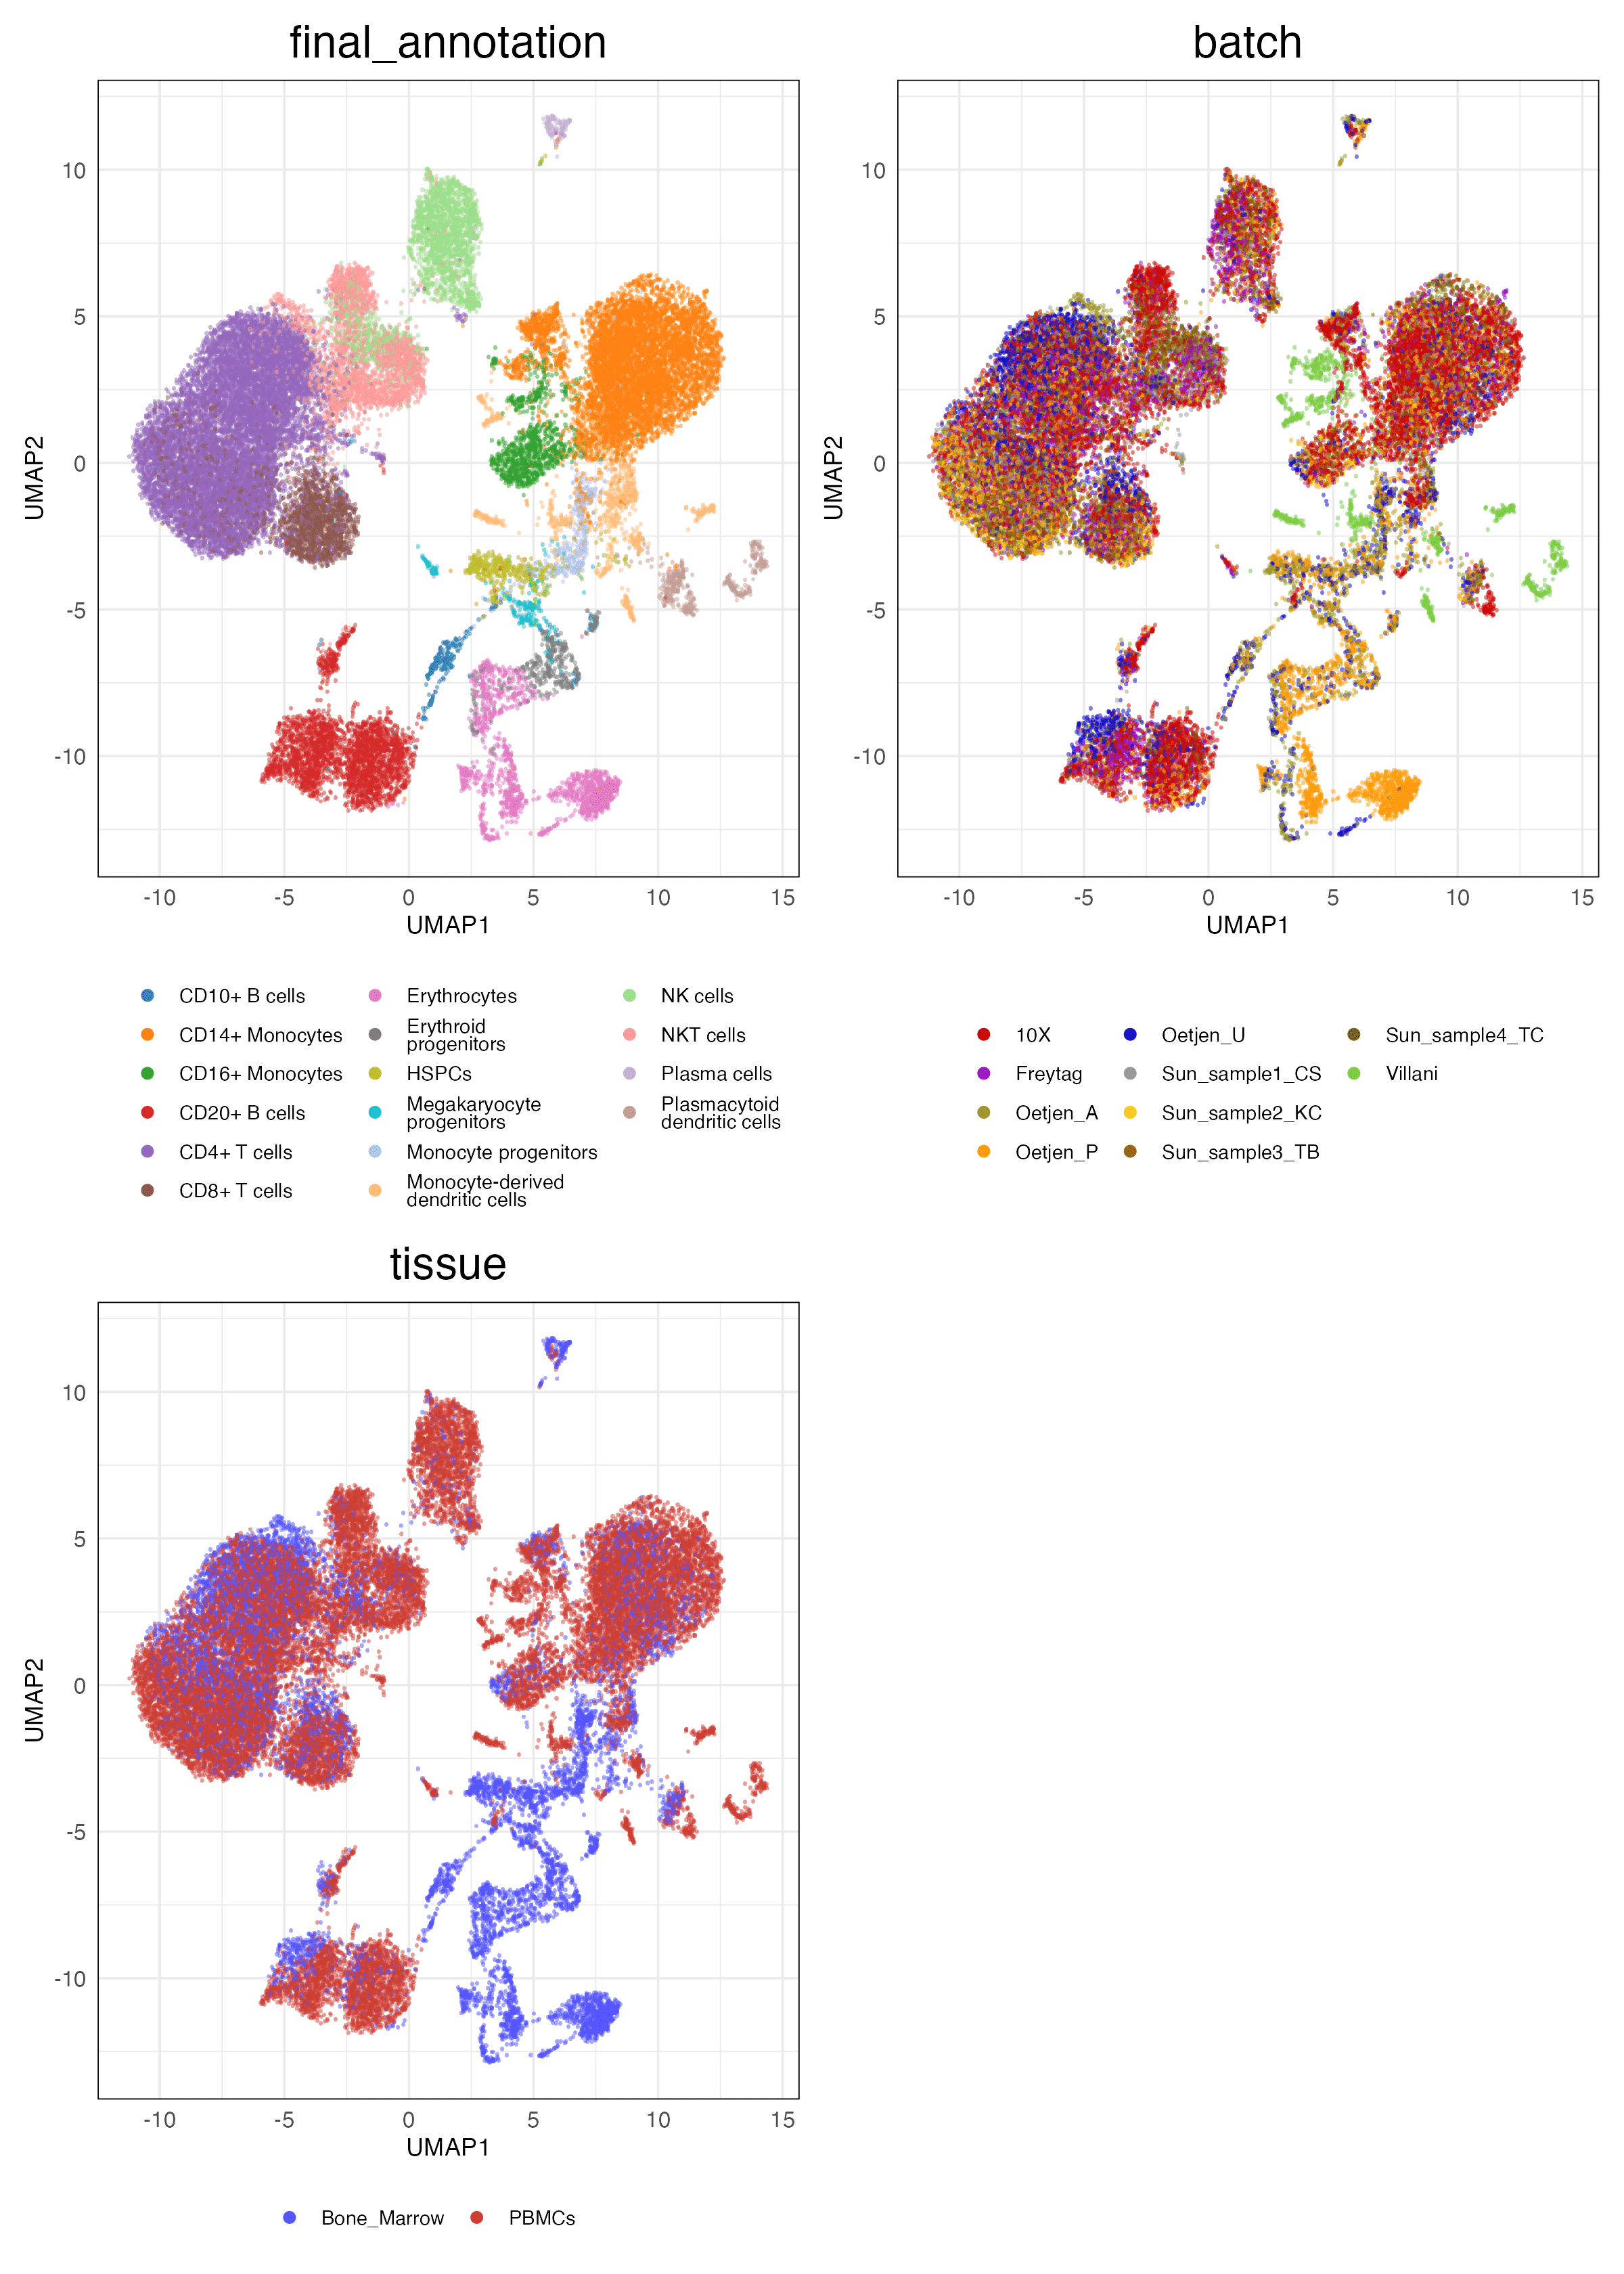 final_annotation
batch
10
5
0
-5
-10
UMAP2
-10
-5
0
5
10
15
UMAP1
10
5
0
-5
-10
UMAP2
-10
-5
0
5
10
15
UMAP1
CD10+ B cells
CD14+ Monocytes
CD16+ Monocytes
CD20+ B cells
CD4+ T cells
CD8+ T cells
Erythrocytes
Erythroid
progenitors
HSPCs
Megakaryocyte
progenitors
Monocyte progenitors
Monocyte-derived
dendritic cells
NK cells
NKT cells
Plasma cells
Plasmacytoid
dendritic cells
10X
Freytag
Oetjen_A
Oetjen_P
Oetjen_U
Sun_sample1_CS
Sun_sample2_KC
Sun_sample3_TB
Sun_sample4_TC
Villani
tissue
10
5
0
-5
-10
UMAP2
-10
-5
0
5
10
15
UMAP1
Bone_Marrow
PBMCs